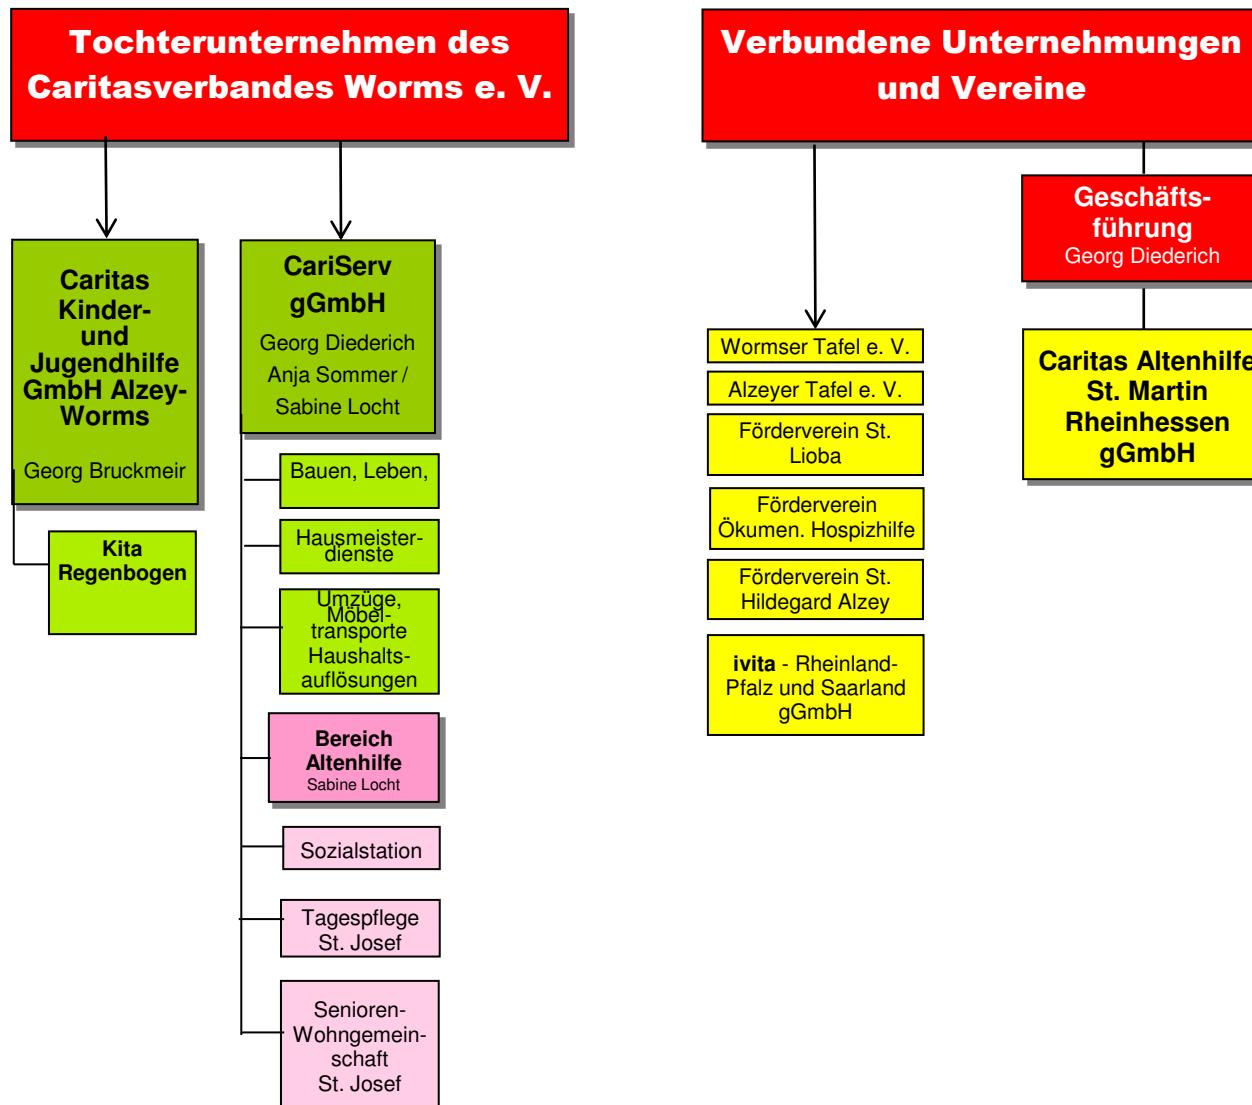 Tochterunternehmen des
Caritasverbandes Worms e. V.
Caritas
Kinder-
und
Jugendhilfe
GmbH Alzey-
Worms
Georg Bruckmeir
Kita
Regenbogen
CariServ
gGmbH
Georg Diederich
Anja Sommer /
Sabine Locht
Bauen, Leben,
Hausmeister-
dienste
Umzüge,
Möbel-
transporte
Haushalts-
auflösungen
Bereich
Altenhilfe
Sabine Locht
Sozialstation
Tagespflege
St. Josef
Senioren-
Wohngemein-
schaft
St. Josef
Verbundene Unternehmungen
und Vereine
Wormser Tafel e. V.
Alzeyer Tafel e. V.
Förderverein St.
Lioba
Förderverein
Ökumen. Hospizhilfe
Förderverein St.
Hildegard Alzey
ivita - Rheinland-
Pfalz und Saarland
gGmbH
Geschäfts-
führung
Georg Diederich
Caritas Altenhilfe
St. Martin
Rheinhessen
gGmbH